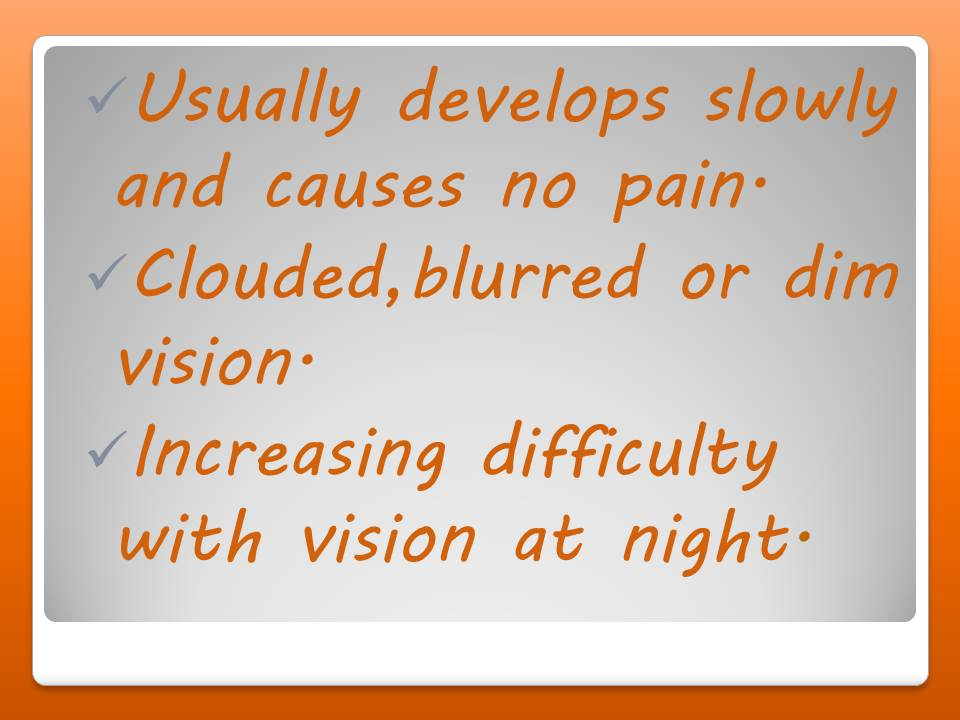 ✓Usually develops slowly
and causes no pain.
✓Clouded,blurred or dim
vision.
✓Increasing difficulty
with vision at night.